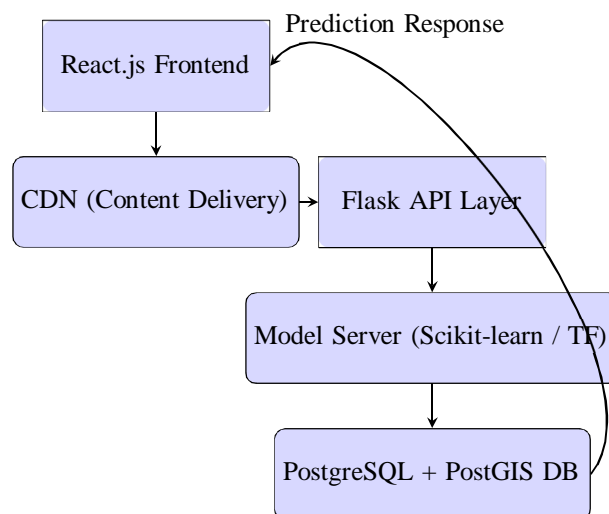 Prediction Response
React.js Frontend
CDN (Content Delivery)
Flask API Layer
Model Server (Scikit-learn / TF)
PostgreSQL + PostGIS DB